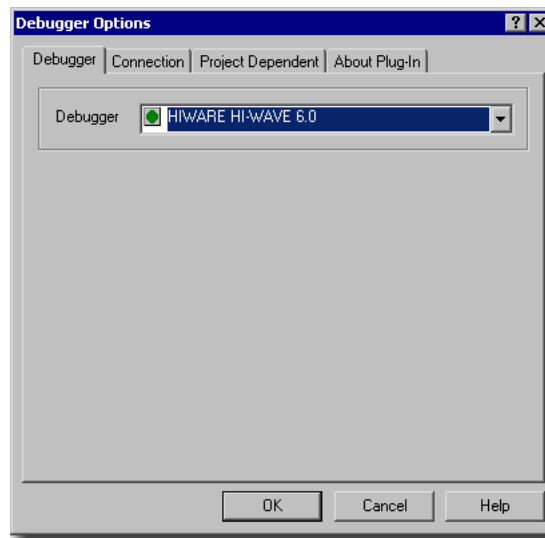 Debugger Options
Debugger Connection Project Dependent About Plug-In
Debugger HIWARE HI-WAVE 6.0
OK Cancel Help